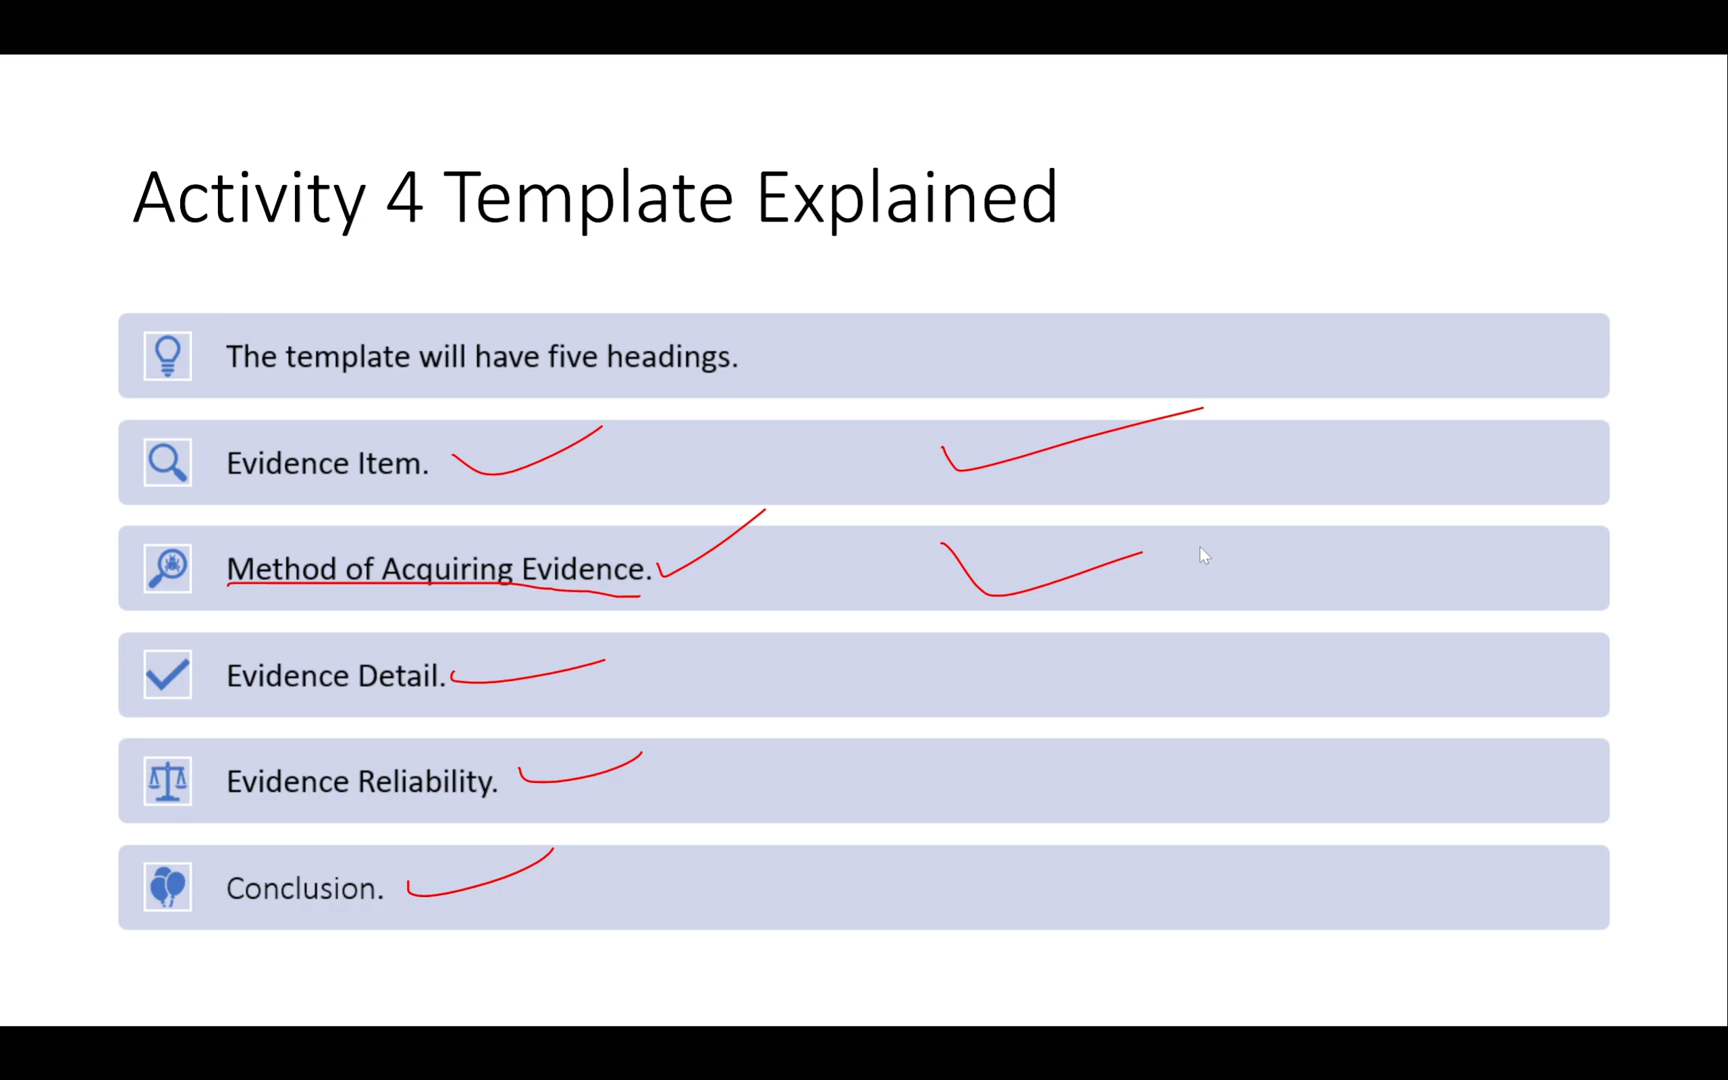 Activity 4 Template Explained
The template will have five headings.
Evidence Item.
Method of Acquiring Evidence.
Evidence Detail.
Evidence Reliability.
Conclusion.